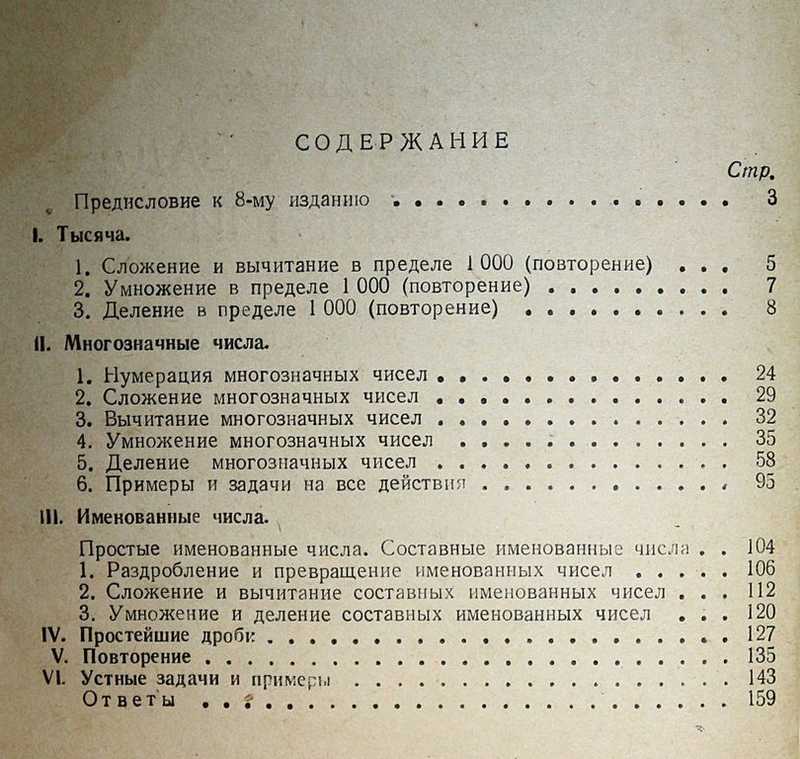 СОДЕРЖАНИЕ
Стр.
Предисловие к 8-му изданию . . . . . . . . . . . . . . . . 3
I. Тысяча.
1. Сложение и вычитание в пределе 1 000 (повторение) . . . 5
2. Умножение в пределе 1 000 (повторение) . . . . . . . . . 7
3. Деление в пределе 1 000 (повторение) . . . . . . . . . . 8
II. Многозначные числа.
1. Нумерация многозначных чисел . . . . . . . . . . . . . . 24
2. Сложение многозначных чисел . . . . . . . . . . . . . . 29
3. Вычитание многозначных чисел . . . . . . . . . . . . . . 32
4. Умножение многозначных чисел . . . . . . . . . . . . . 35
5. Деление многозначных чисел . . . . . . . . . . . . . . 58
6. Примеры и задачи на все действия . . . . . . . . . . . . 95
III. Именованные числа.
Простые именованные числа. Составные именованные числа . . 104
1. Раздробление и превращение именованных чисел . . . . . 106
2. Сложение и вычитание составных именованных чисел . . . 112
3. Умножение и деление составных именованных чисел . . . 120
IV. Простейшие дроби . . . . . . . . . . . . . . . . . . . . . . 127
V. Повторение . . . . . . . . . . . . . . . . . . . . . . . . . 135
VI. Устные задачи и примеры . . . . . . . . . . . . . . . . . . 143
Ответы . . . . . . . . . . . . . . . . . . . . . . . . . 159